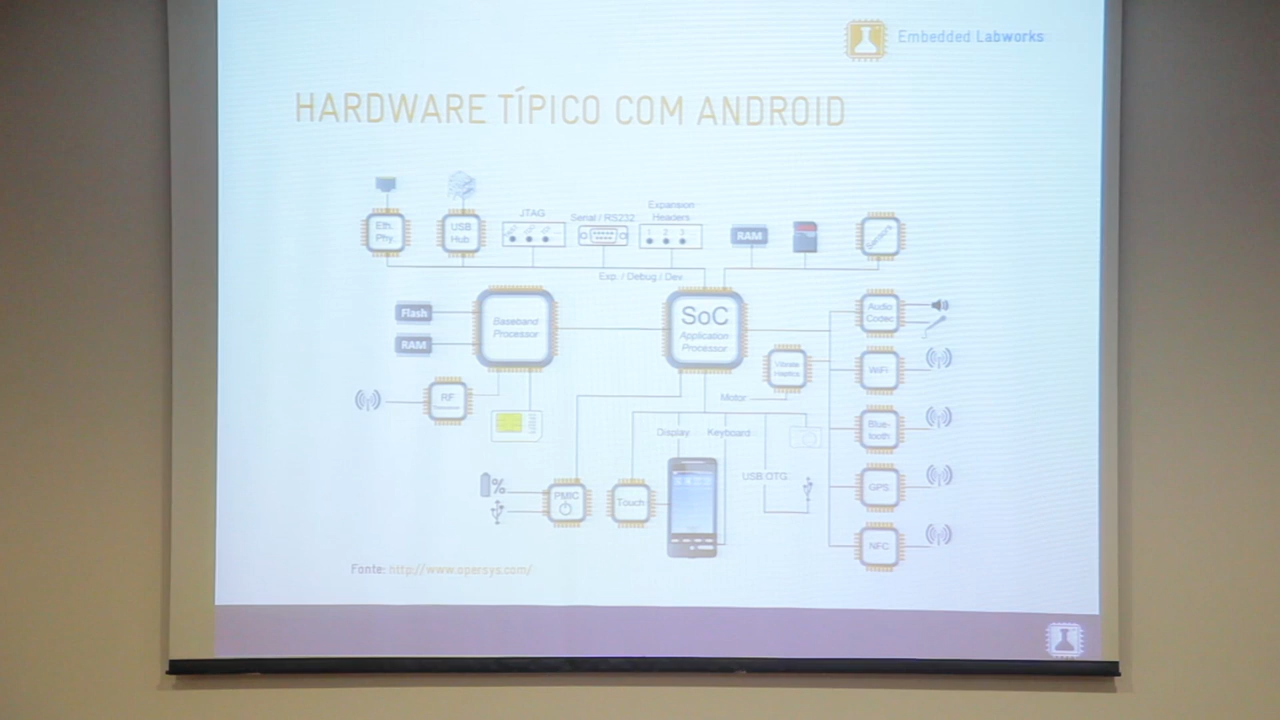 Embedded Labworks
HARDWARE TÍPICO COM ANDROID
Eth.
Phy.
USB
Hub
JTAG
Serial / RS232
Expansion
Headers
1 2 3
RAM
Sensors
Exp. / Debug / Dev.
Flash
RAM
Baseband
Processor
SoC
Application
Processor
Audio
Codec
Vibrate
Haptics
WiFi
RF
Motor
Blue-
tooth
Display
Keyboard
USB OTG
%
PMIC
Touch
GPS
NFC
Fonte: http://www.opersys.com/